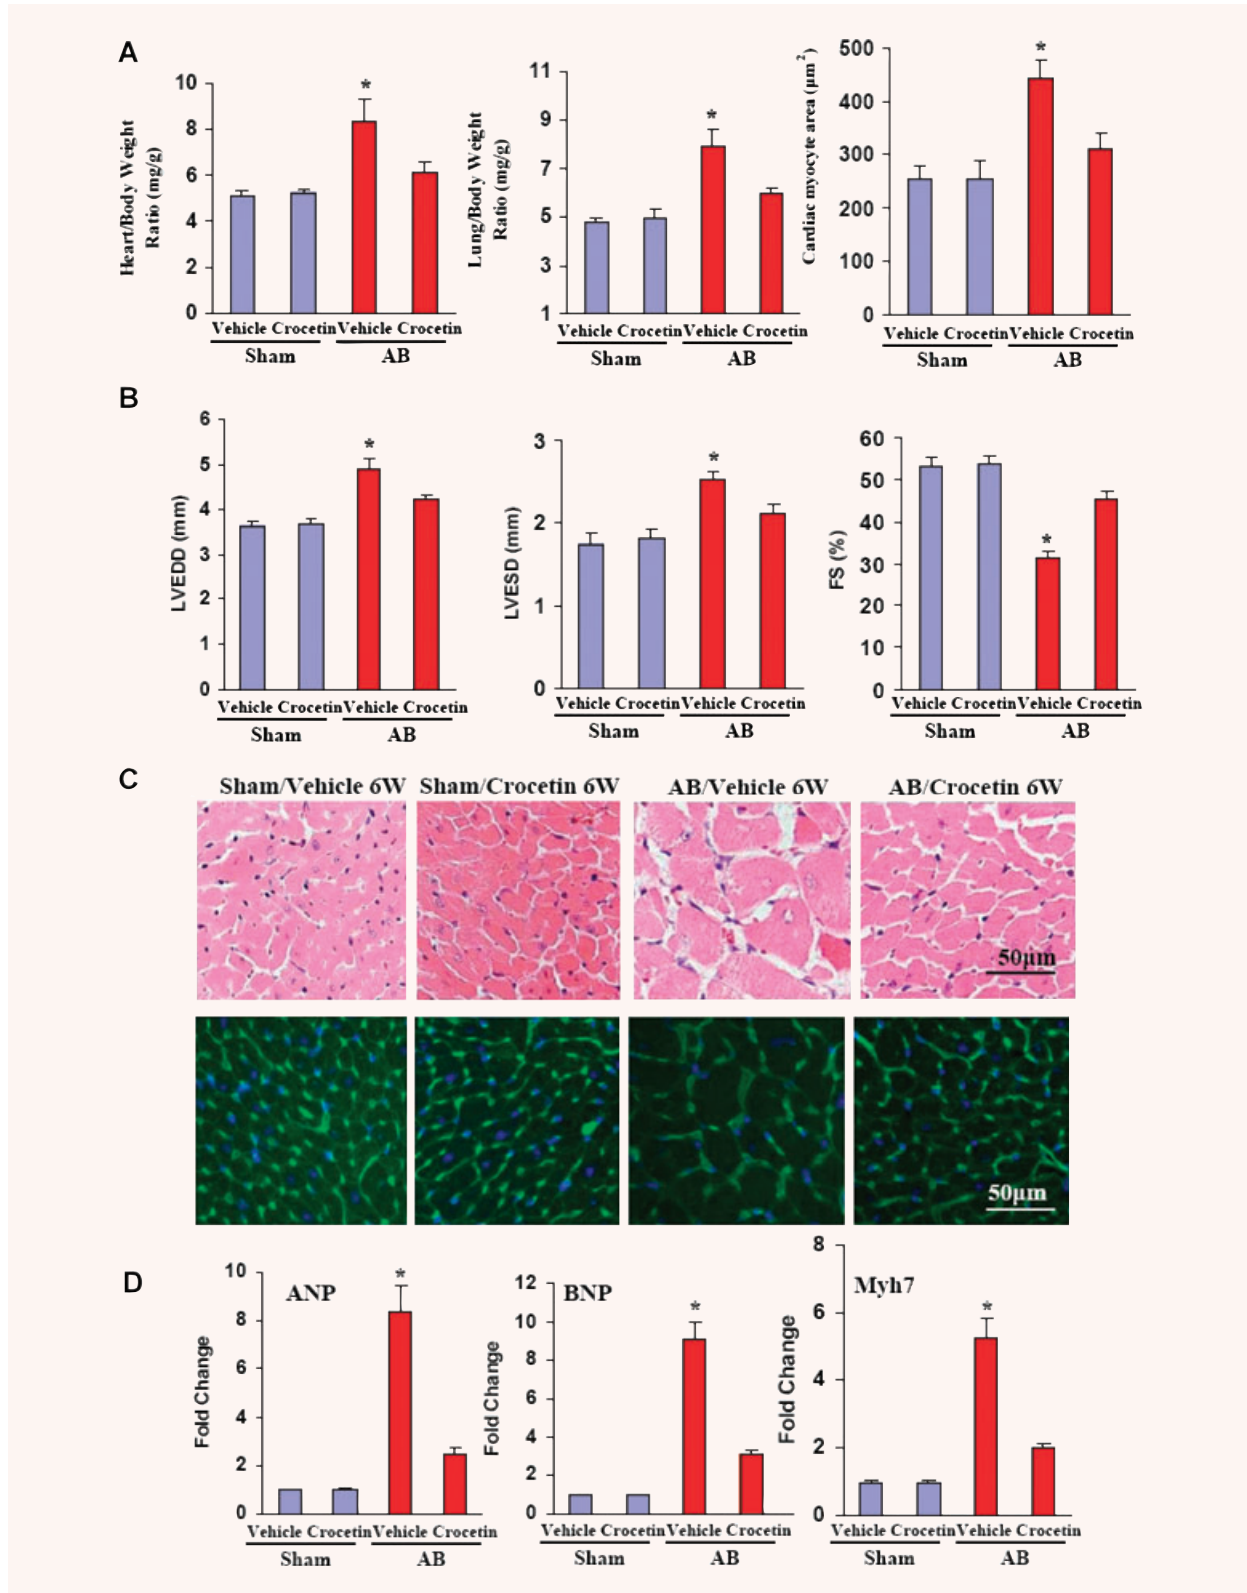 A
Heart/Body Weight
Ratio (mg/g)
10
8
6
4
2
0
*
Vehicle Crocetin Vehicle Crocetin
Sham AB
Lung/Body Weight
Ratio (mg/g)
11
9
7
5
3
1
*
Vehicle Crocetin Vehicle Crocetin
Sham AB
Cardiac myocyte area (µm²)
500
400
300
200
100
0
*
Vehicle Crocetin Vehicle Crocetin
Sham AB
B
LVEDD (mm)
6
5
4
3
2
1
0
*
Vehicle Crocetin Vehicle Crocetin
Sham AB
LVESD (mm)
3
2
1
0
*
Vehicle Crocetin Vehicle Crocetin
Sham AB
FS (%)
60
50
40
30
20
10
0
*
Vehicle Crocetin Vehicle Crocetin
Sham AB
C
Sham/Vehicle 6W Sham/Crocetin 6W AB/Vehicle 6W AB/Crocetin 6W
50µm
50µm
D
ANP
Fold Change
10
8
6
4
2
0
*
Vehicle Crocetin Vehicle Crocetin
Sham AB
BNP
Fold Change
12
10
8
6
4
2
0
*
Vehicle Crocetin Vehicle Crocetin
Sham AB
Myh7
Fold Change
8
6
4
2
0
*
Vehicle Crocetin Vehicle Crocetin
Sham AB